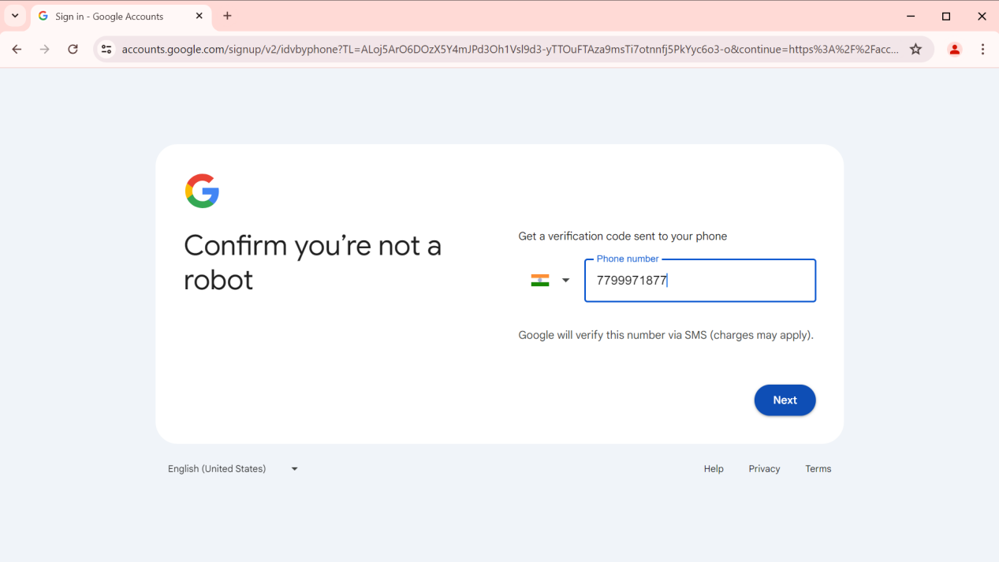 Sign in - Google Accounts
accounts.google.com/signup/v2/idvbyphone?TL=ALoj5ArO6DOzX5Y4mJPd3Oh1Vsl9d3-yTTOuFTAza9msTi7otnnfj5PkYyc6o3-o&continue=https%3A%2F%2Facc...
Confirm you're not a
robot
Get a verification code sent to your phone
Phone number
7799971877
Google will verify this number via SMS (charges may apply).
Next
English (United States)
Help
Privacy
Terms